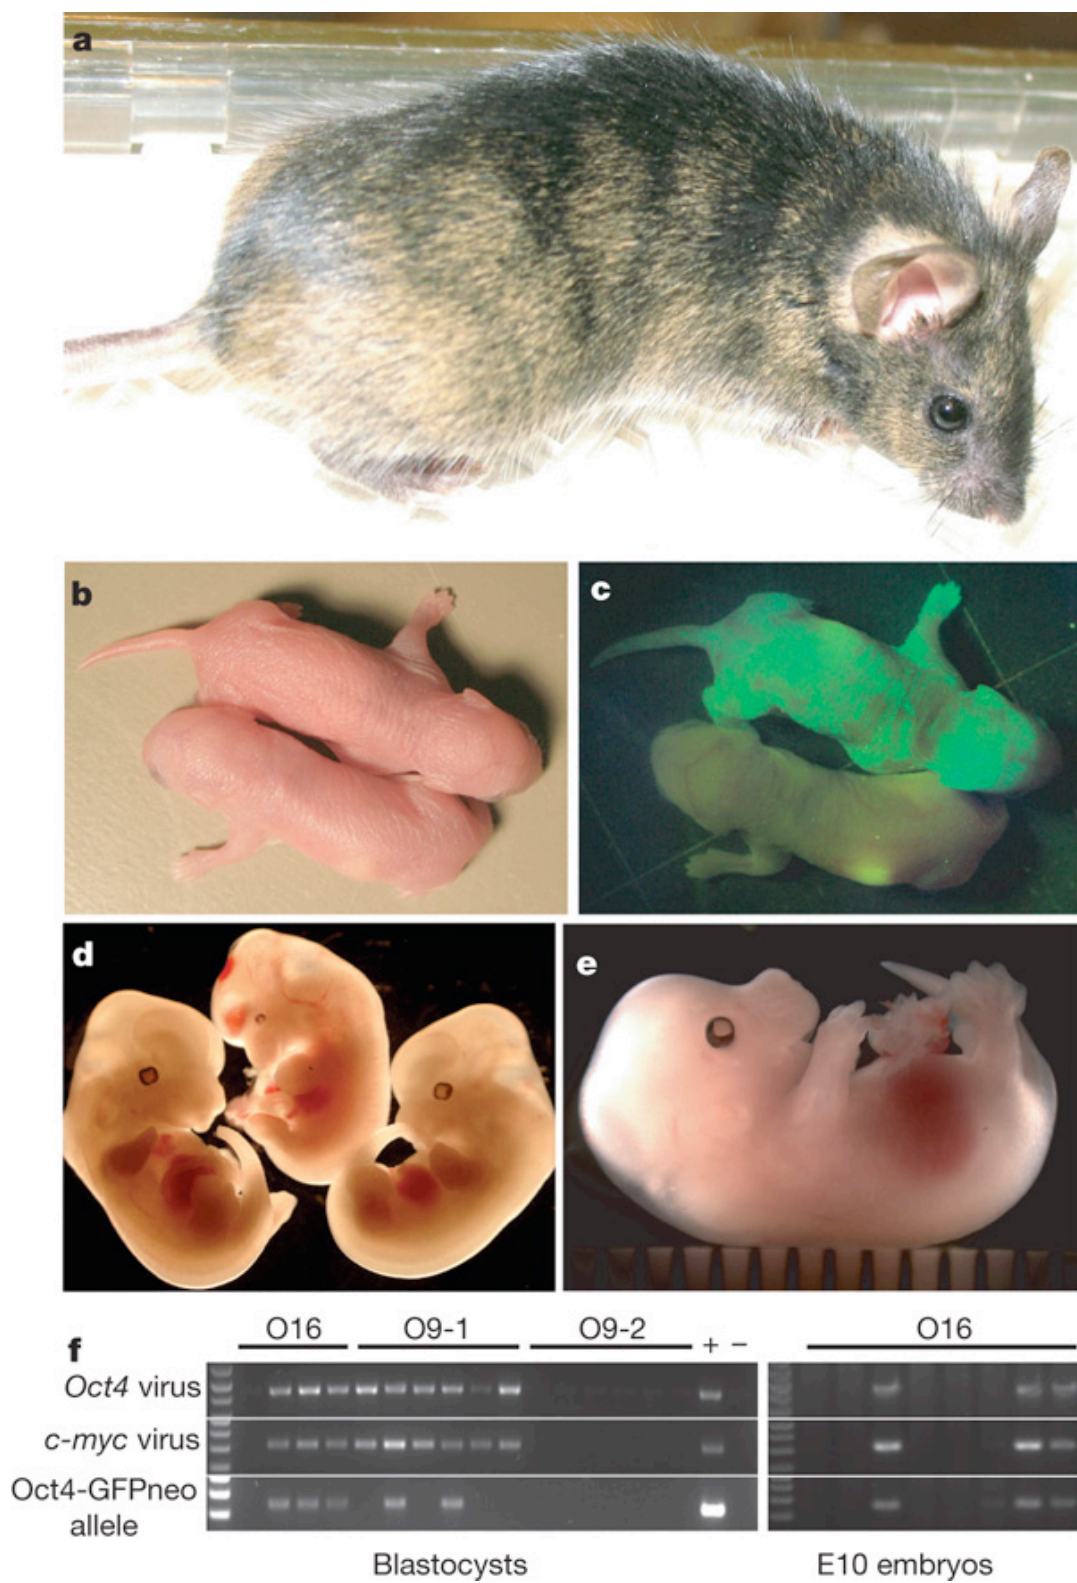 a
b
c
d
e
f
O16 O9-1 O9-2 + − O16
Oct4 virus
c-myc virus
Oct4-GFPneo
allele
Blastocysts E10 embryos